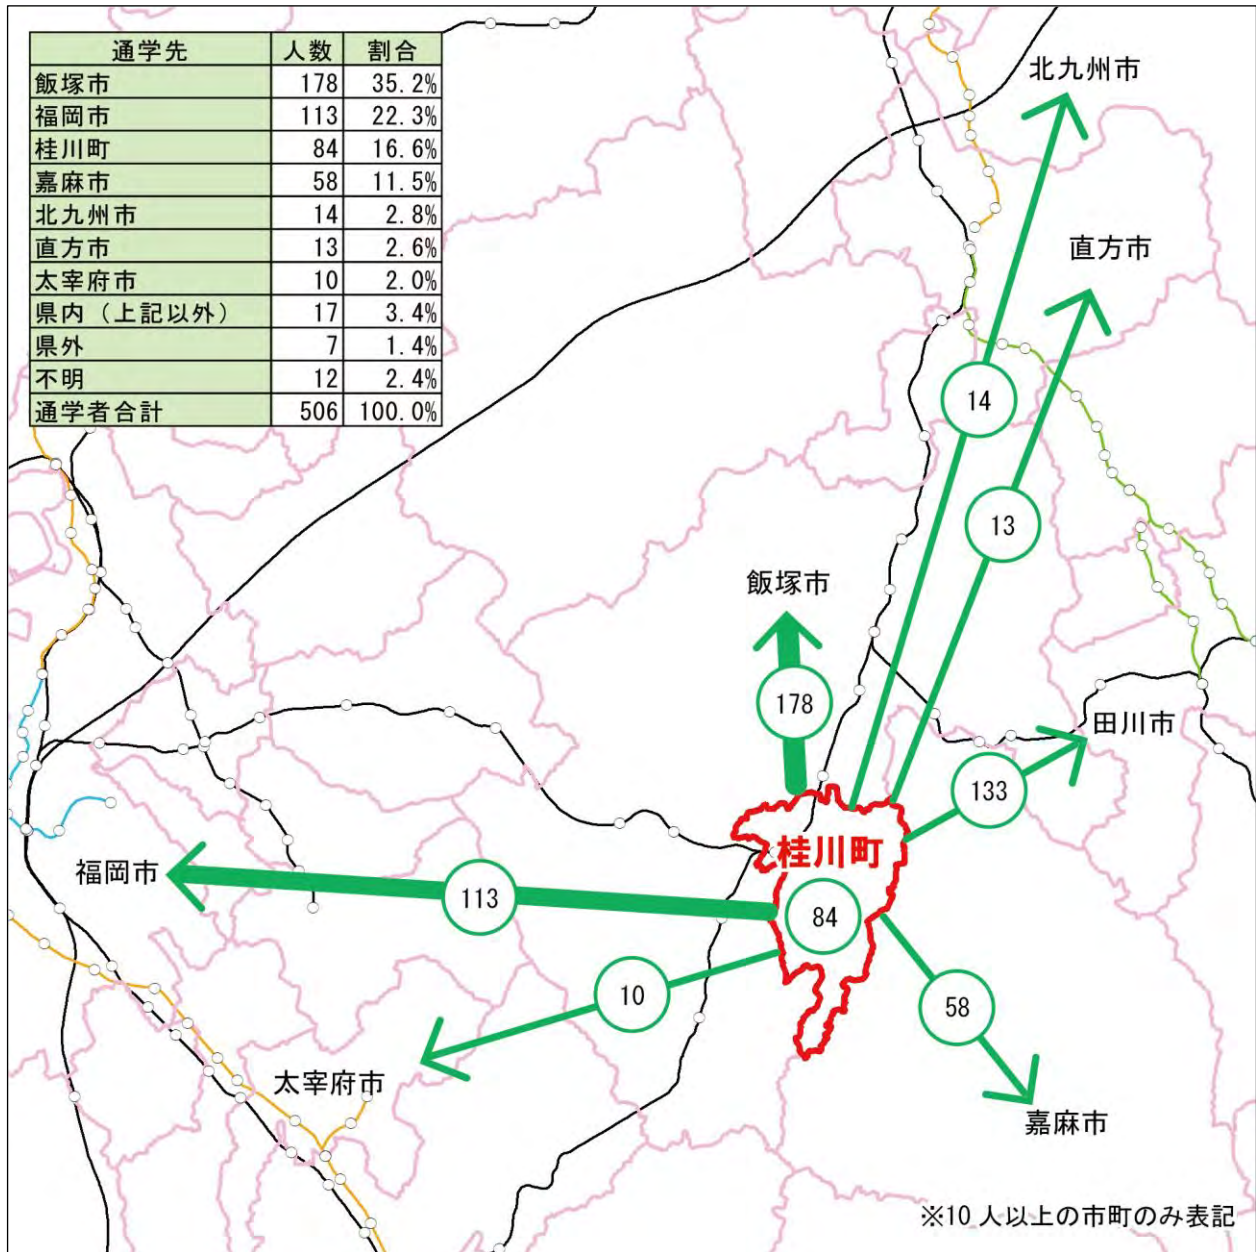 通学先 人数 割合
飯塚市 178 35.2%
福岡市 113 22.3%
桂川町 84 16.6%
嘉麻市 58 11.5%
北九州市 14 2.8%
直方市 13 2.6%
太宰府市 10 2.0%
県内（上記以外） 17 3.4%
県外 7 1.4%
不明 12 2.4%
通学者合計 506 100.0%
北九州市
直方市
14
13
飯塚市
178
田川市
133
桂川町
84
福岡市
113
10
太宰府市
58
嘉麻市
※10 人以上の市町のみ表記